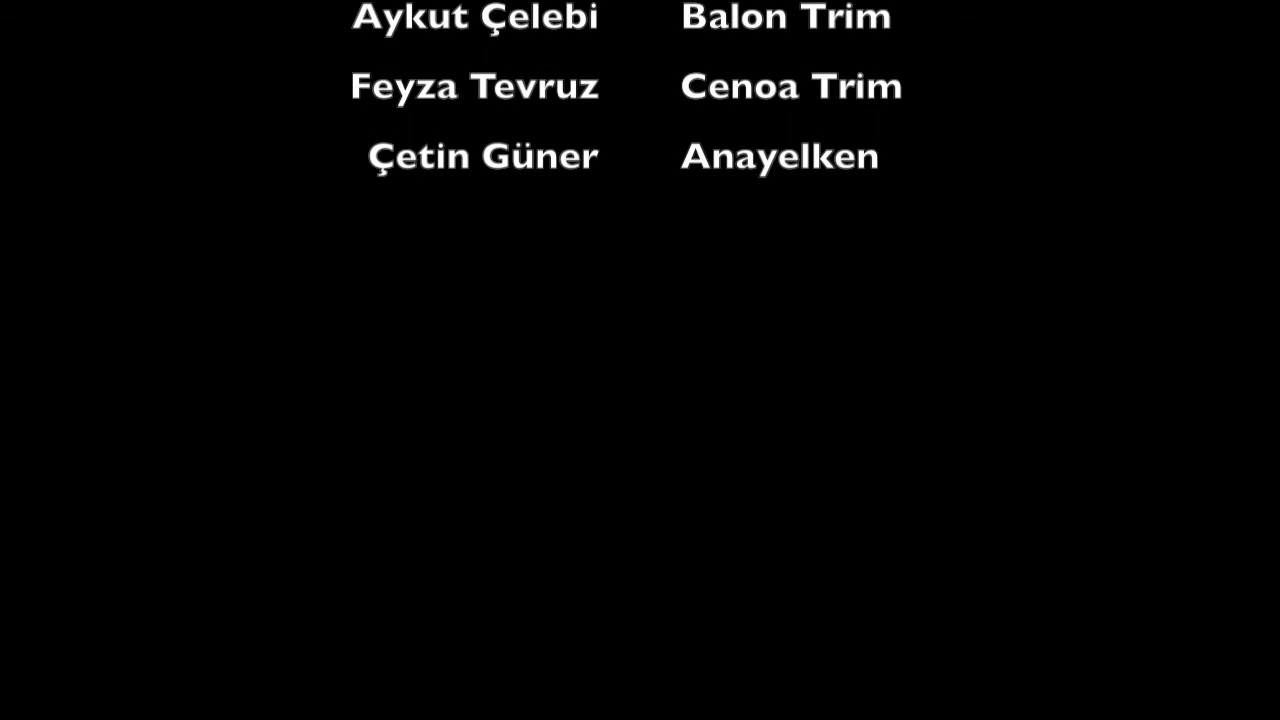 Aykut Çelebi Balon Trim
Feyza Tevruz Cenoa Trim
Çetin Güner Anayelken